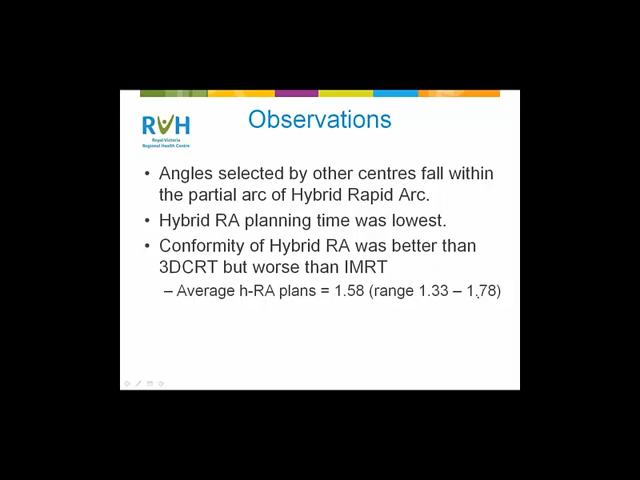 Observations
RVH
Royal Victoria
Regional Health Centre
• Angles selected by other centres fall within
the partial arc of Hybrid Rapid Arc.
• Hybrid RA planning time was lowest.
• Conformity of Hybrid RA was better than
3DCRT but worse than IMRT
– Average h-RA plans = 1.58 (range 1.33 – 1.78)